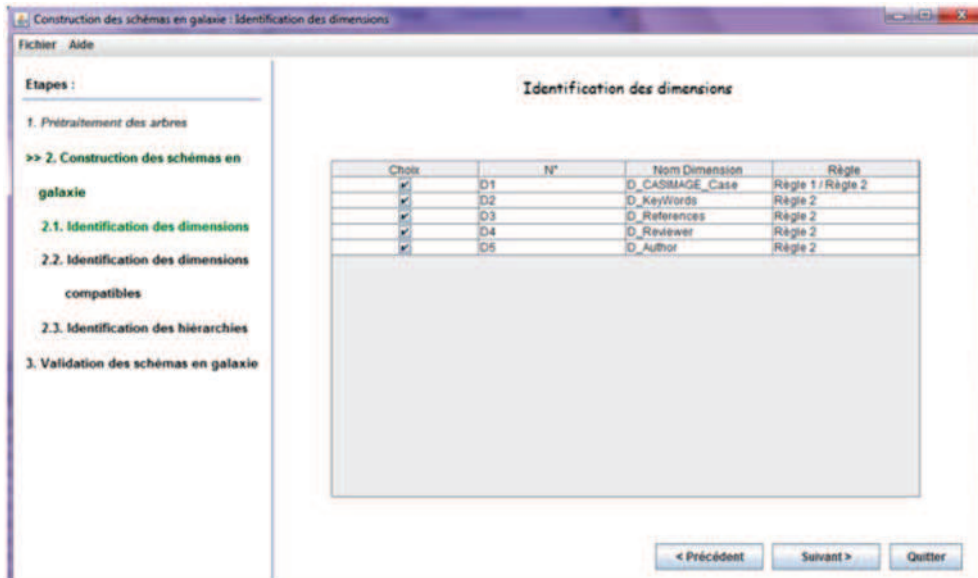 Construction des schémas en galaxie : Identification des dimensions
Fichier Aide
Etapes :
1. Prétraitement des arbres
>> 2. Construction des schémas en
galaxie
2.1. Identification des dimensions
2.2. Identification des dimensions
compatibles
2.3. Identification des hiérarchies
3. Validation des schémas en galaxie
Identification des dimensions
Choix N° Nom Dimension Règle
D1 D_CASIMAGE_Case Règle 1 / Règle 2
D2 D_KeyWords Règle 2
D3 D_References Règle 2
D4 D_Reviewer Règle 2
D5 D_Author Règle 2
< Précédent Suivant > Quitter